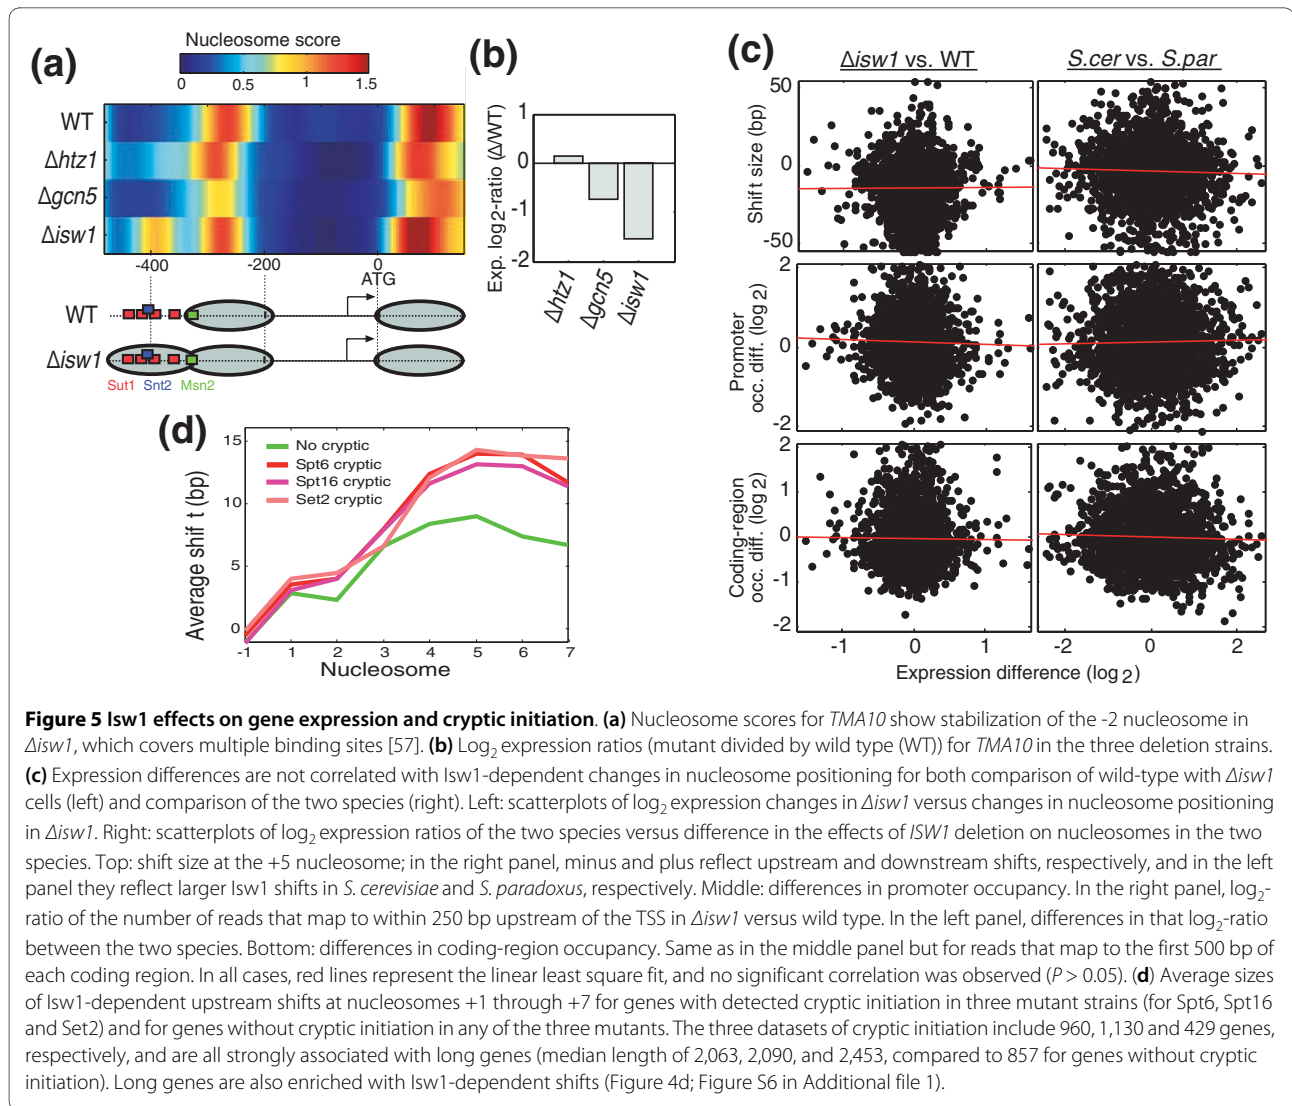 (a)
Nucleosome score
0 0.5 1 1.5
WT
Δhtz1
Δgcn5
Δisw1
-400 -200 0
ATG
WT
Δisw1
Sut1 Snt2 Msn2
(b)
Exp. log2-ratio (Δ/WT)
1
0
-1
-2
Δhtz1 Δgcn5 Δisw1
(c)
Δisw1 vs. WT S.cer vs. S.par
Shift size (bp)
50
0
-50
Promoter
occ. diff. (log 2)
2
0
-2
Coding-region
occ. diff. (log 2)
2
1
0
-1
-2
-1 0 1 -2 0 2
Expression difference (log 2)
(d)
Average shif t (bp)
15
10
5
0
No cryptic
Spt6 cryptic
Spt16 cryptic
Set2 cryptic
-1 1 2 3 4 5 6 7
Nucleosome
Figure 5 Isw1 effects on gene expression and cryptic initiation. (a) Nucleosome scores for TMA10 show stabilization of the -2 nucleosome in
Δisw1, which covers multiple binding sites [57]. (b) Log2 expression ratios (mutant divided by wild type (WT)) for TMA10 in the three deletion strains.
(c) Expression differences are not correlated with Isw1-dependent changes in nucleosome positioning for both comparison of wild-type with Δisw1
cells (left) and comparison of the two species (right). Left: scatterplots of log2 expression changes in Δisw1 versus changes in nucleosome positioning
in Δisw1. Right: scatterplots of log2 expression ratios of the two species versus difference in the effects of ISW1 deletion on nucleosomes in the two
species. Top: shift size at the +5 nucleosome; in the right panel, minus and plus reflect upstream and downstream shifts, respectively, and in the left
panel they reflect larger Isw1 shifts in S. cerevisiae and S. paradoxus, respectively. Middle: differences in promoter occupancy. In the right panel, log2-
ratio of the number of reads that map to within 250 bp upstream of the TSS in Δisw1 versus wild type. In the left panel, differences in that log2-ratio
between the two species. Bottom: differences in coding-region occupancy. Same as in the middle panel but for reads that map to the first 500 bp of
each coding region. In all cases, red lines represent the linear least square fit, and no significant correlation was observed (P > 0.05). (d) Average sizes
of Isw1-dependent upstream shifts at nucleosomes +1 through +7 for genes with detected cryptic initiation in three mutant strains (for Spt6, Spt16
and Set2) and for genes without cryptic initiation in any of the three mutants. The three datasets of cryptic initiation include 960, 1,130 and 429 genes,
respectively, and are all strongly associated with long genes (median length of 2,063, 2,090, and 2,453, compared to 857 for genes without cryptic
initiation). Long genes are also enriched with Isw1-dependent shifts (Figure 4d; Figure S6 in Additional file 1).